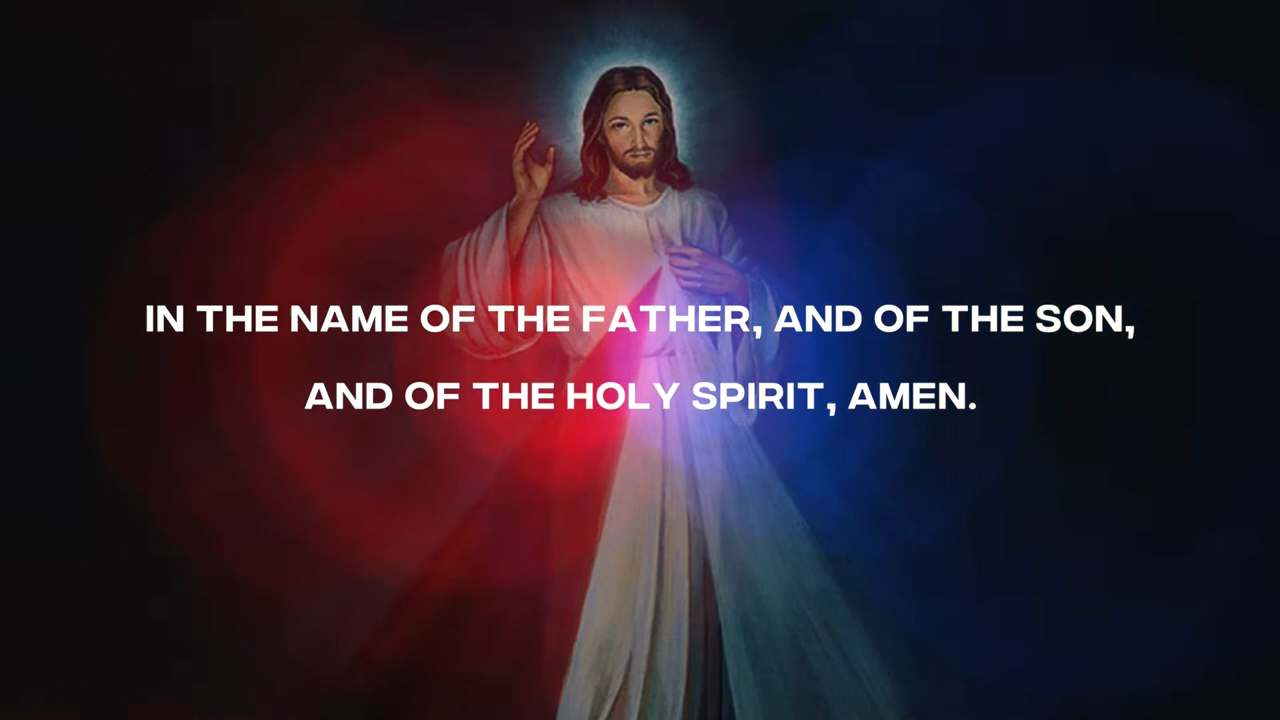 IN THE NAME OF THE FATHER, AND OF THE SON,
AND OF THE HOLY SPIRIT, AMEN.